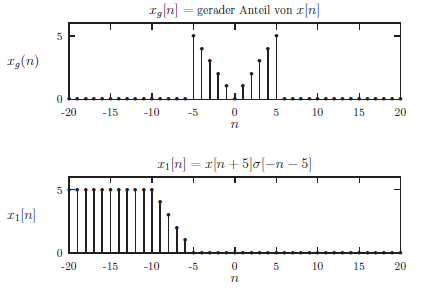 x_g[n] = gerader Anteil von x[n]
x_g(n)
5
0
-20 -15 -10 -5 0 5 10 15 20
n
x_1[n] = x[n + 5]σ[-n - 5]
x_1[n]
5
0
-20 -15 -10 -5 0 5 10 15 20
n